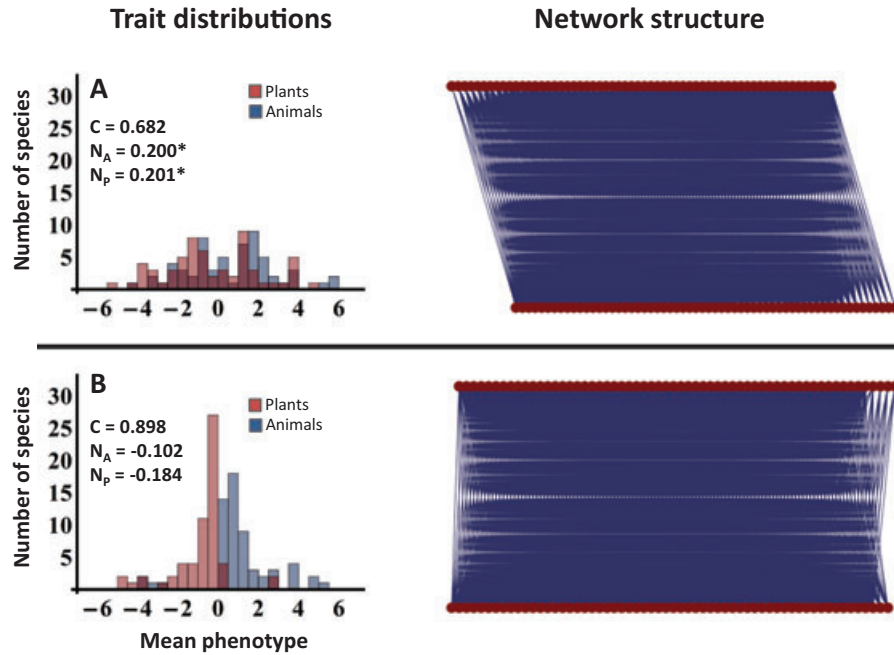 Trait distributions
Network structure
Number of species
30
25
20
15
10
5
A
C = 0.682
N_A = 0.200*
N_P = 0.201*
Plants
Animals
−6 −4 −2 0 2 4 6
Number of species
30
25
20
15
10
5
B
C = 0.898
N_A = -0.102
N_P = -0.184
Plants
Animals
−6 −4 −2 0 2 4 6
Mean phenotype